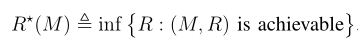 R⋆(M) ≜ inf {R : (M, R) is achievable}.